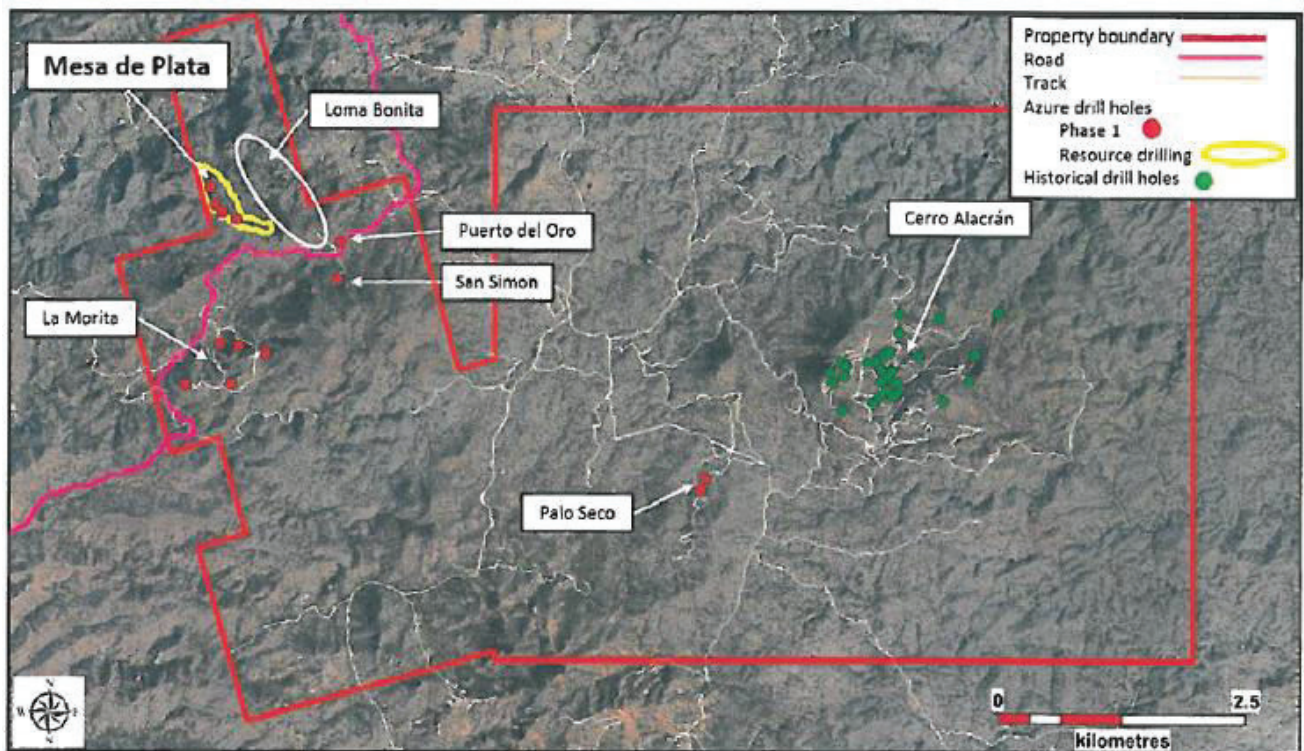 Mesa de Plata
Loma Bonita
Property boundary
Road
Track
Azure drill holes
Phase 1
Resource drilling
Historical drill holes
Puerto del Oro
Cerro Alacrán
San Simon
La Morita
Palo Seco
W E
0 2.5
kilometres